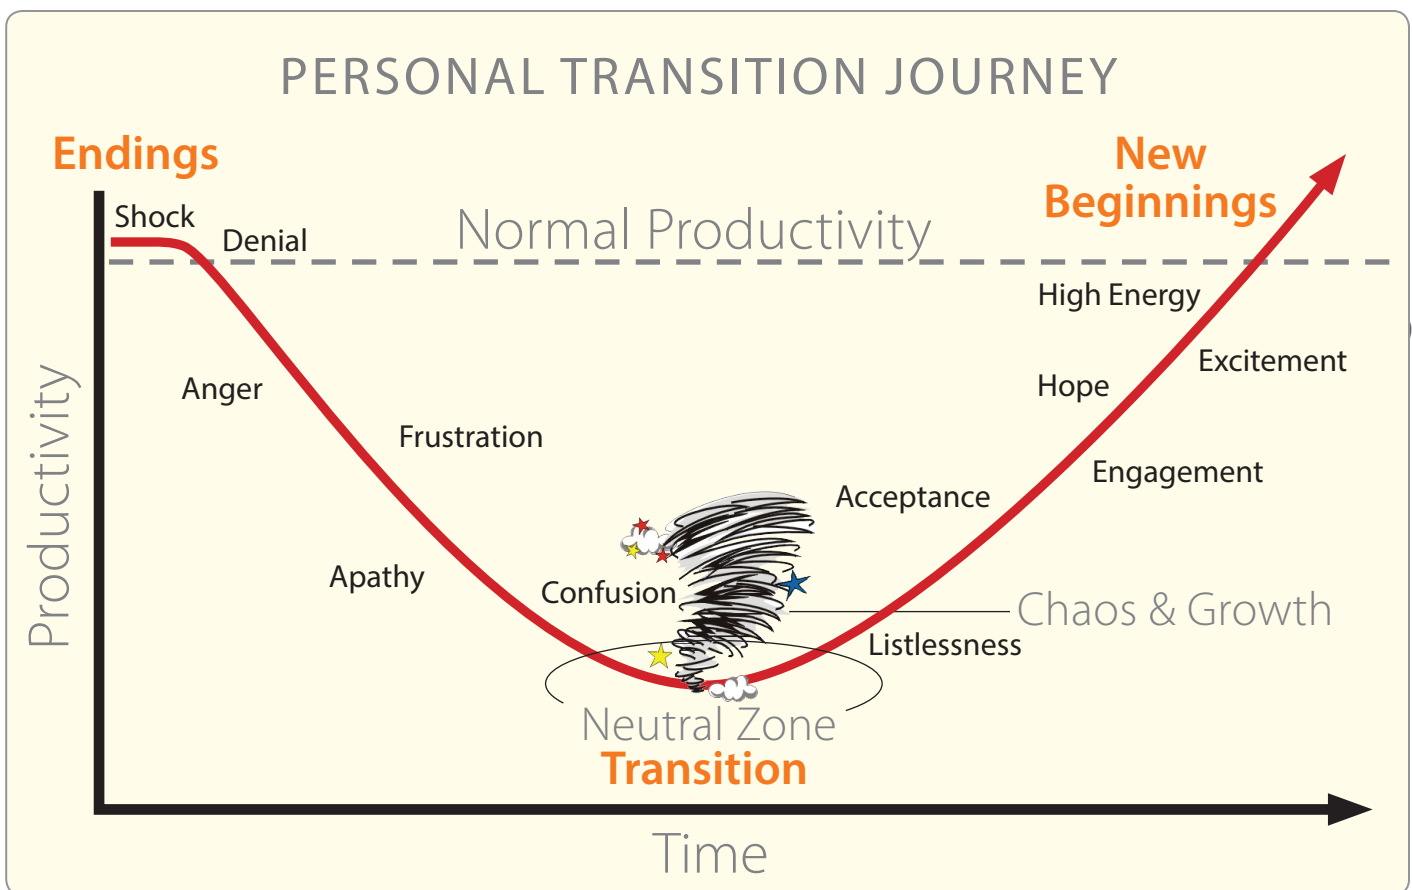 PERSONAL TRANSITION JOURNEY
Endings
New
Beginnings
Shock
Denial
Normal Productivity
High Energy
Excitement
Anger
Hope
Frustration
Engagement
Acceptance
Productivity
Apathy
Confusion
Chaos & Growth
Listlessness
Neutral Zone
Transition
Time